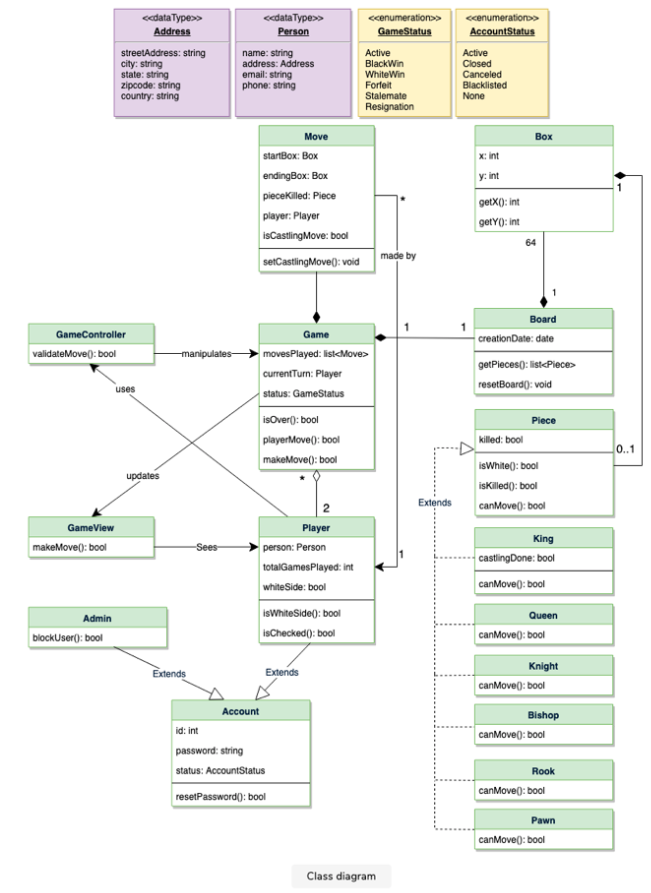 <<dataType>>
Address
streetAddress: string
city: string
state: string
zipcode: string
country: string
<<dataType>>
Person
name: string
address: Address
email: string
phone: string
<<enumeration>>
GameStatus
Active
BlackWin
WhiteWin
Forfeit
Stalemate
Resignation
<<enumeration>>
AccountStatus
Active
Closed
Canceled
Blacklisted
None
Move
startBox: Box
endingBox: Box
pieceKilled: Piece
player: Player
isCastlingMove: bool
setCastlingMove(): void
*
made by
1
Box
x: int
y: int
getX(): int
getY(): int
1
64
1
GameController
validateMove(): bool
manipulates
uses
Game
movesPlayed: list<Move>
currentTurn: Player
status: GameStatus
isOver(): bool
playerMove(): bool
makeMove(): bool
1
1
Board
creationDate: date
getPieces(): list<Piece>
resetBoard(): void
Piece
killed: bool
isWhite(): bool
isKilled(): bool
canMove(): bool
0..1
Extends
updates
*
2
GameView
makeMove(): bool
Sees
Player
person: Person
totalGamesPlayed: int
whiteSide: bool
isWhiteSide(): bool
isChecked(): bool
King
castlingDone: bool
canMove(): bool
Queen
canMove(): bool
Knight
canMove(): bool
Bishop
canMove(): bool
Rook
canMove(): bool
Pawn
canMove(): bool
Admin
blockUser(): bool
Extends
Extends
Account
id: int
password: string
status: AccountStatus
resetPassword(): bool
Class diagram